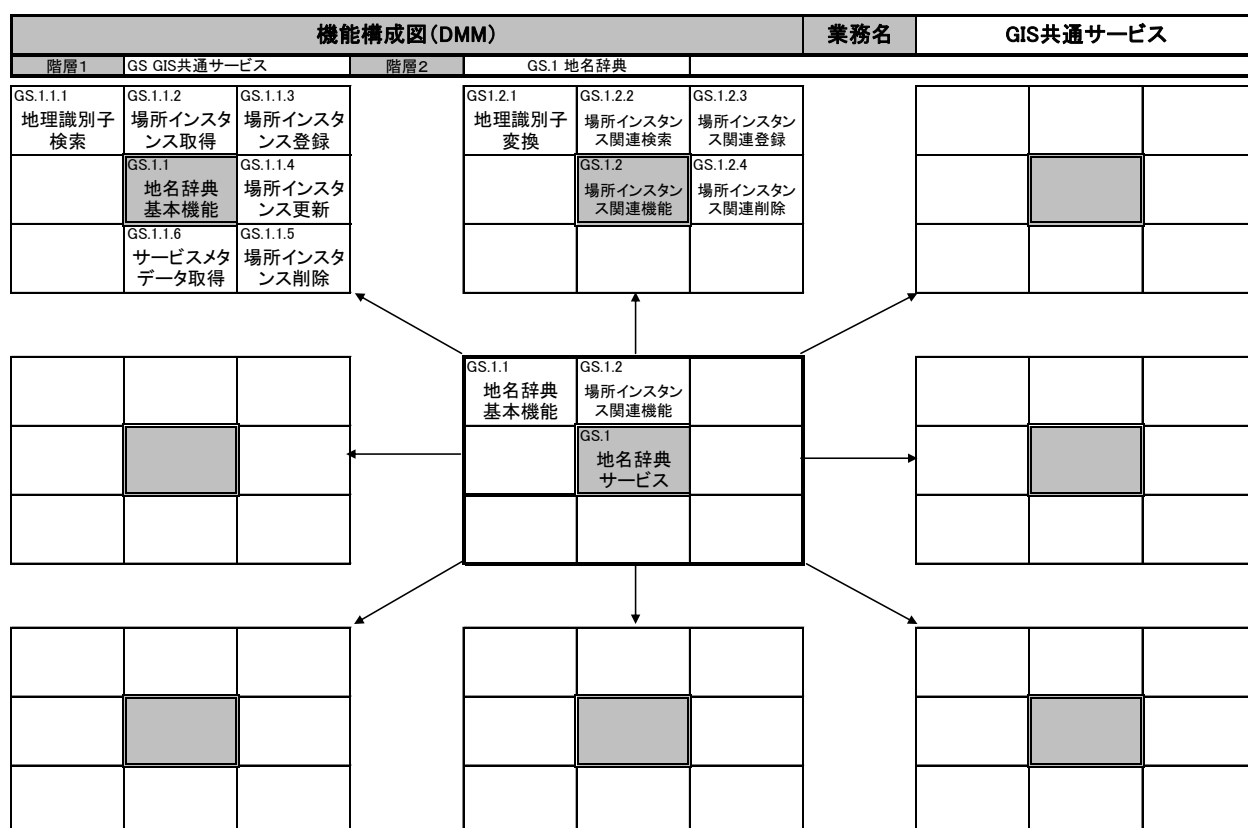 機能構成図(DMM) 業務名 GIS共通サービス
階層1 GS GIS共通サービス 階層2 GS.1 地名辞典
GS.1.1.1
地理識別子
検索
GS.1.1.2
場所インスタ
ンス取得
GS.1.1.3
場所インスタ
ンス登録
GS.1.1
地名辞典
基本機能
GS.1.1.4
場所インスタ
ンス更新
GS.1.1.6
サービスメタ
データ取得
GS.1.1.5
場所インスタ
ンス削除
GS1.2.1
地理識別子
変換
GS.1.2.2
場所インスタン
ス関連検索
GS.1.2.3
場所インスタン
ス関連登録
GS.1.2
場所インスタン
ス関連機能
GS.1.2.4
場所インスタン
ス関連削除
GS.1.1
地名辞典
基本機能
GS.1.2
場所インスタン
ス関連機能
GS.1
地名辞典
サービス